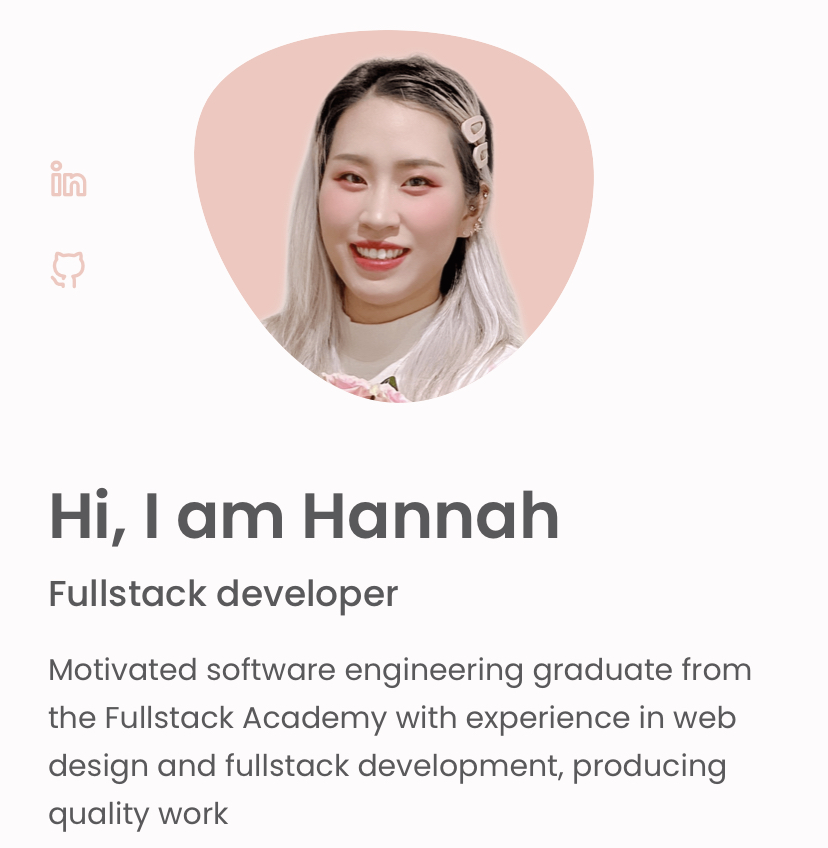 Hi, I am Hannah
Fullstack developer
Motivated software engineering graduate from
the Fullstack Academy with experience in web
design and fullstack development, producing
quality work